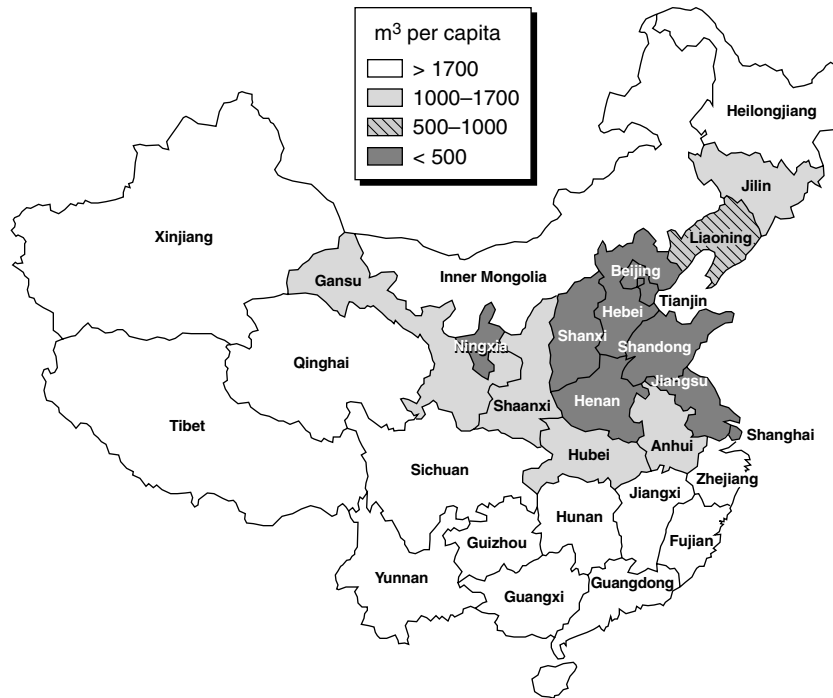 m³ per capita
> 1700
1000–1700
500–1000
< 500
Heilongjiang
Jilin
Liaoning
Xinjiang
Gansu
Inner Mongolia
Beijing
Tianjin
Hebei
Ningxia
Shanxi
Shandong
Qinghai
Jiangsu
Shaanxi
Henan
Tibet
Shanghai
Anhui
Hubei
Sichuan
Zhejiang
Jiangxi
Hunan
Fujian
Guizhou
Yunnan
Guangdong
Guangxi